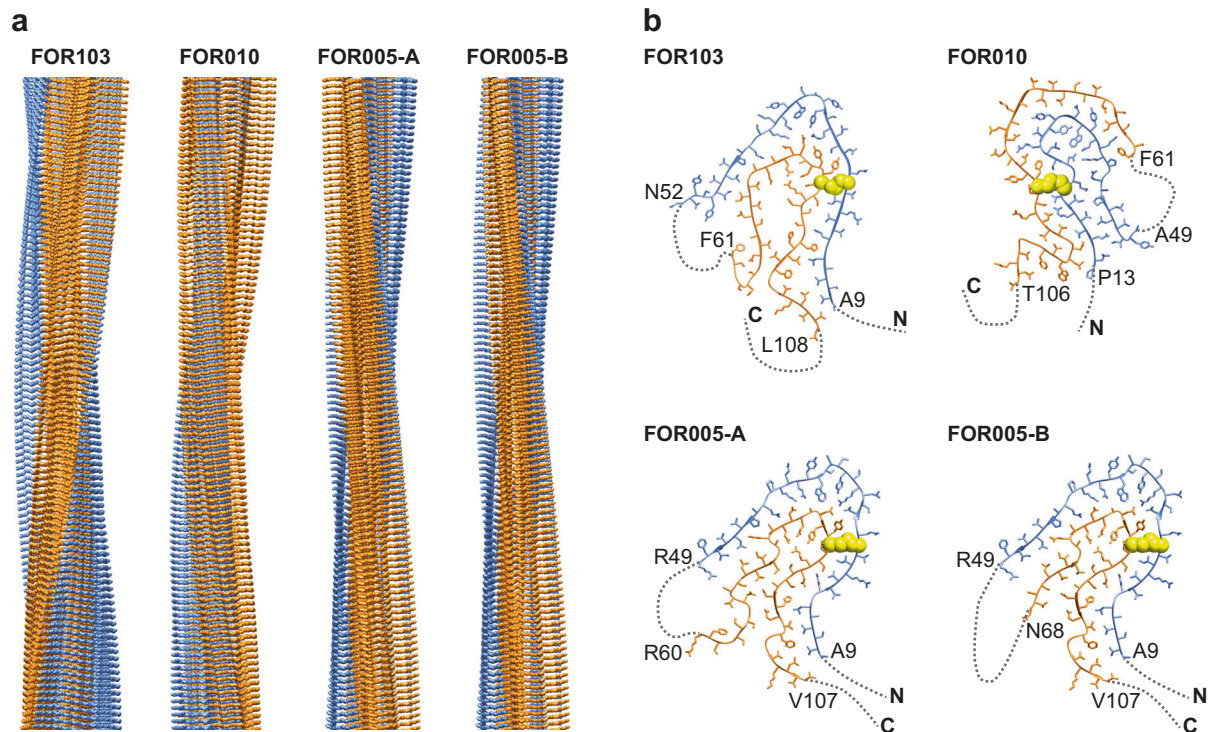 a
FOR103 FOR010 FOR005-A FOR005-B
b
FOR103
N52
F61
C
L108
A9
N
FOR010
F61
A49
P13
C
T106
N
FOR005-A
R49
R60
A9
V107
N
C
FOR005-B
R49
N68
A9
V107
N
C